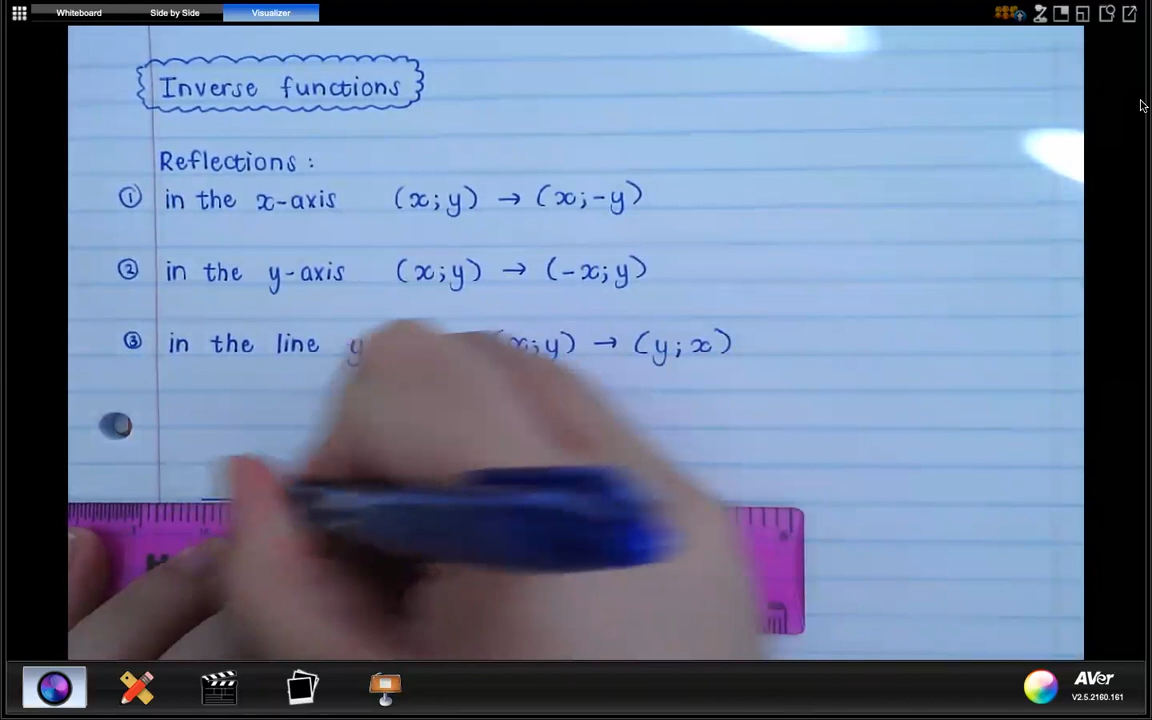 Whiteboard Side by Side Visualizer
Inverse functions
Reflections :
① in the x-axis (x;y) → (x;-y)
② in the y-axis (x;y) → (-x;y)
③ in the line y (x;y) → (y;x)
AVer
V2.5.2160.161